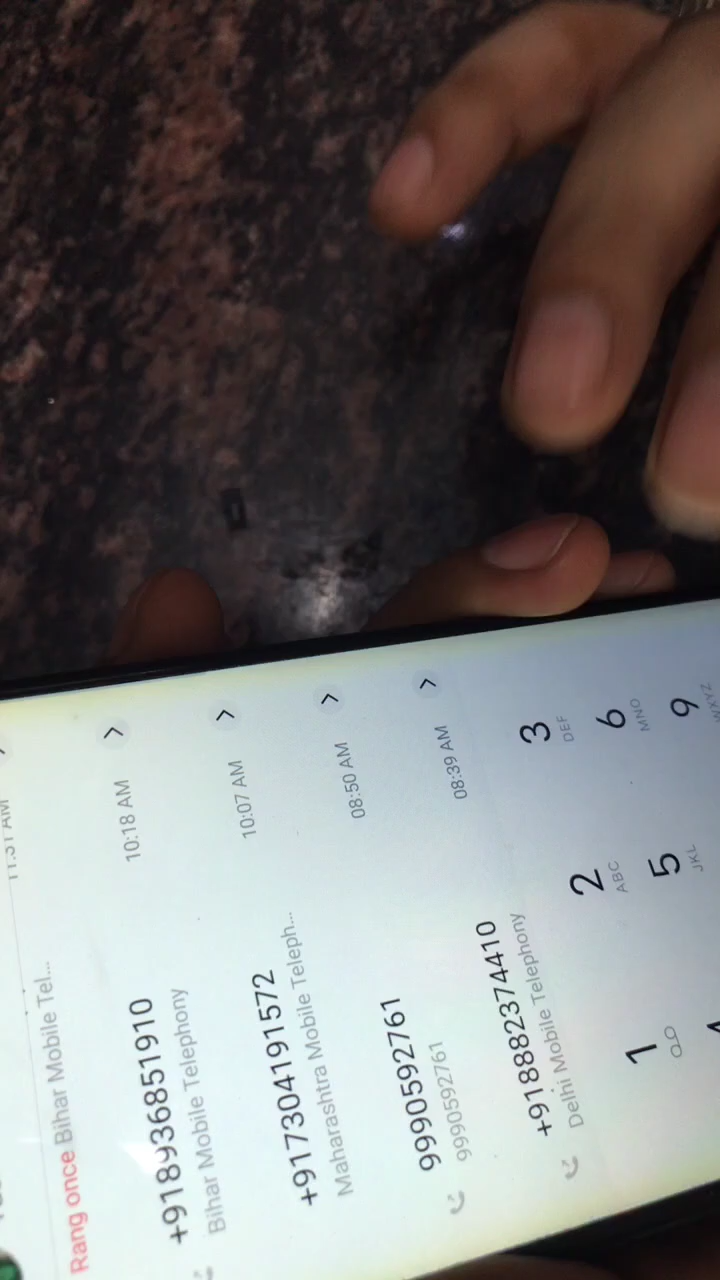 Rang once Bihar Mobile Tel...
+918936851910
10:18 AM
Bihar Mobile Telephony
+917304191572
10:07 AM
Maharashtra Mobile Teleph...
9990592761
08:50 AM
9990592761
+918882374410
08:39 AM
Delhi Mobile Telephony
1
2 ABC
3 DEF
5 JKL
6 MNO
9 WXYZ